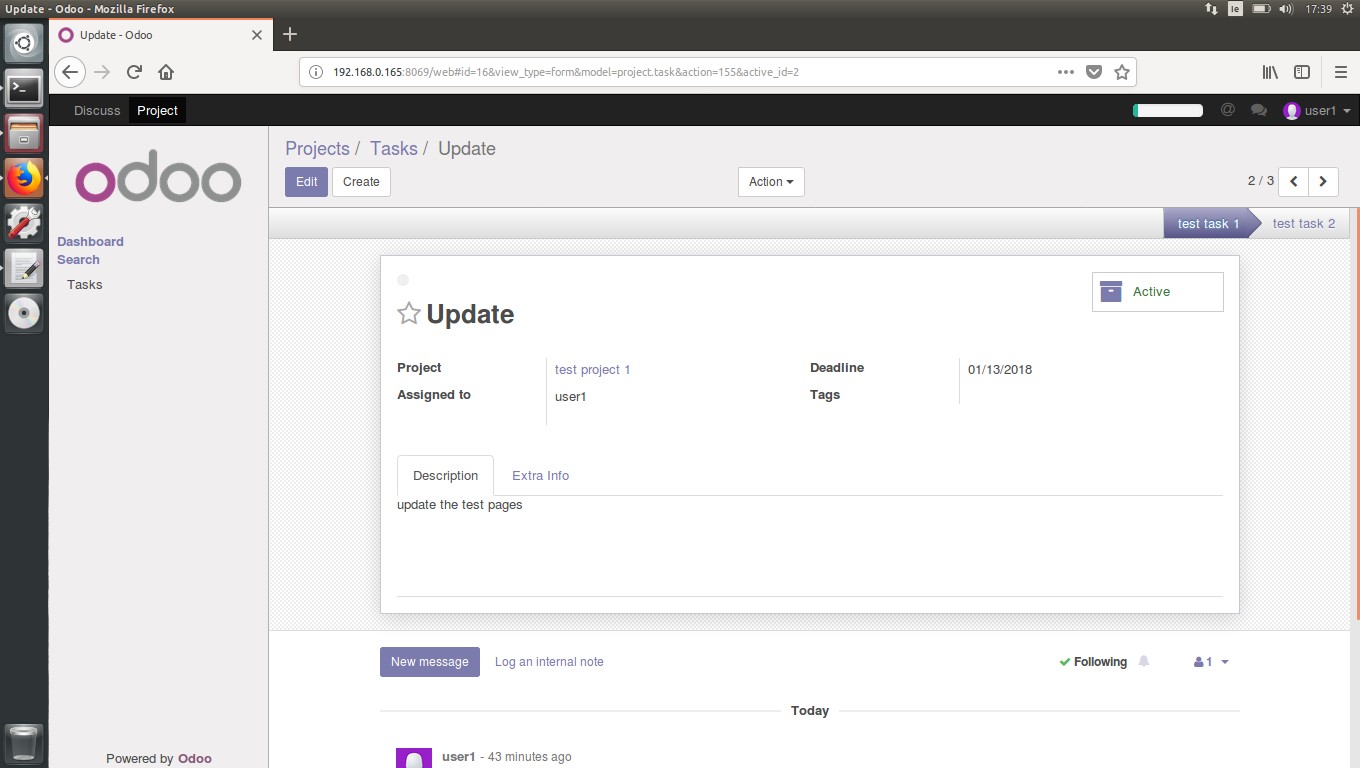 Update - Odoo - Mozilla Firefox
Ie
17:39
Update - Odoo
192.168.0.165:8069/web#id=16&view_type=form&model=project.task&action=155&active_id=2
Discuss Project
@ user1
odoo
Projects / Tasks / Update
Edit Create Action 2 / 3
test task 1 test task 2
Dashboard
Search
Tasks
Active
Update
Project test project 1 Deadline 01/13/2018
Assigned to user1 Tags
Description Extra Info
update the test pages
New message Log an internal note Following 1
Today
user1 - 43 minutes ago
Powered by Odoo